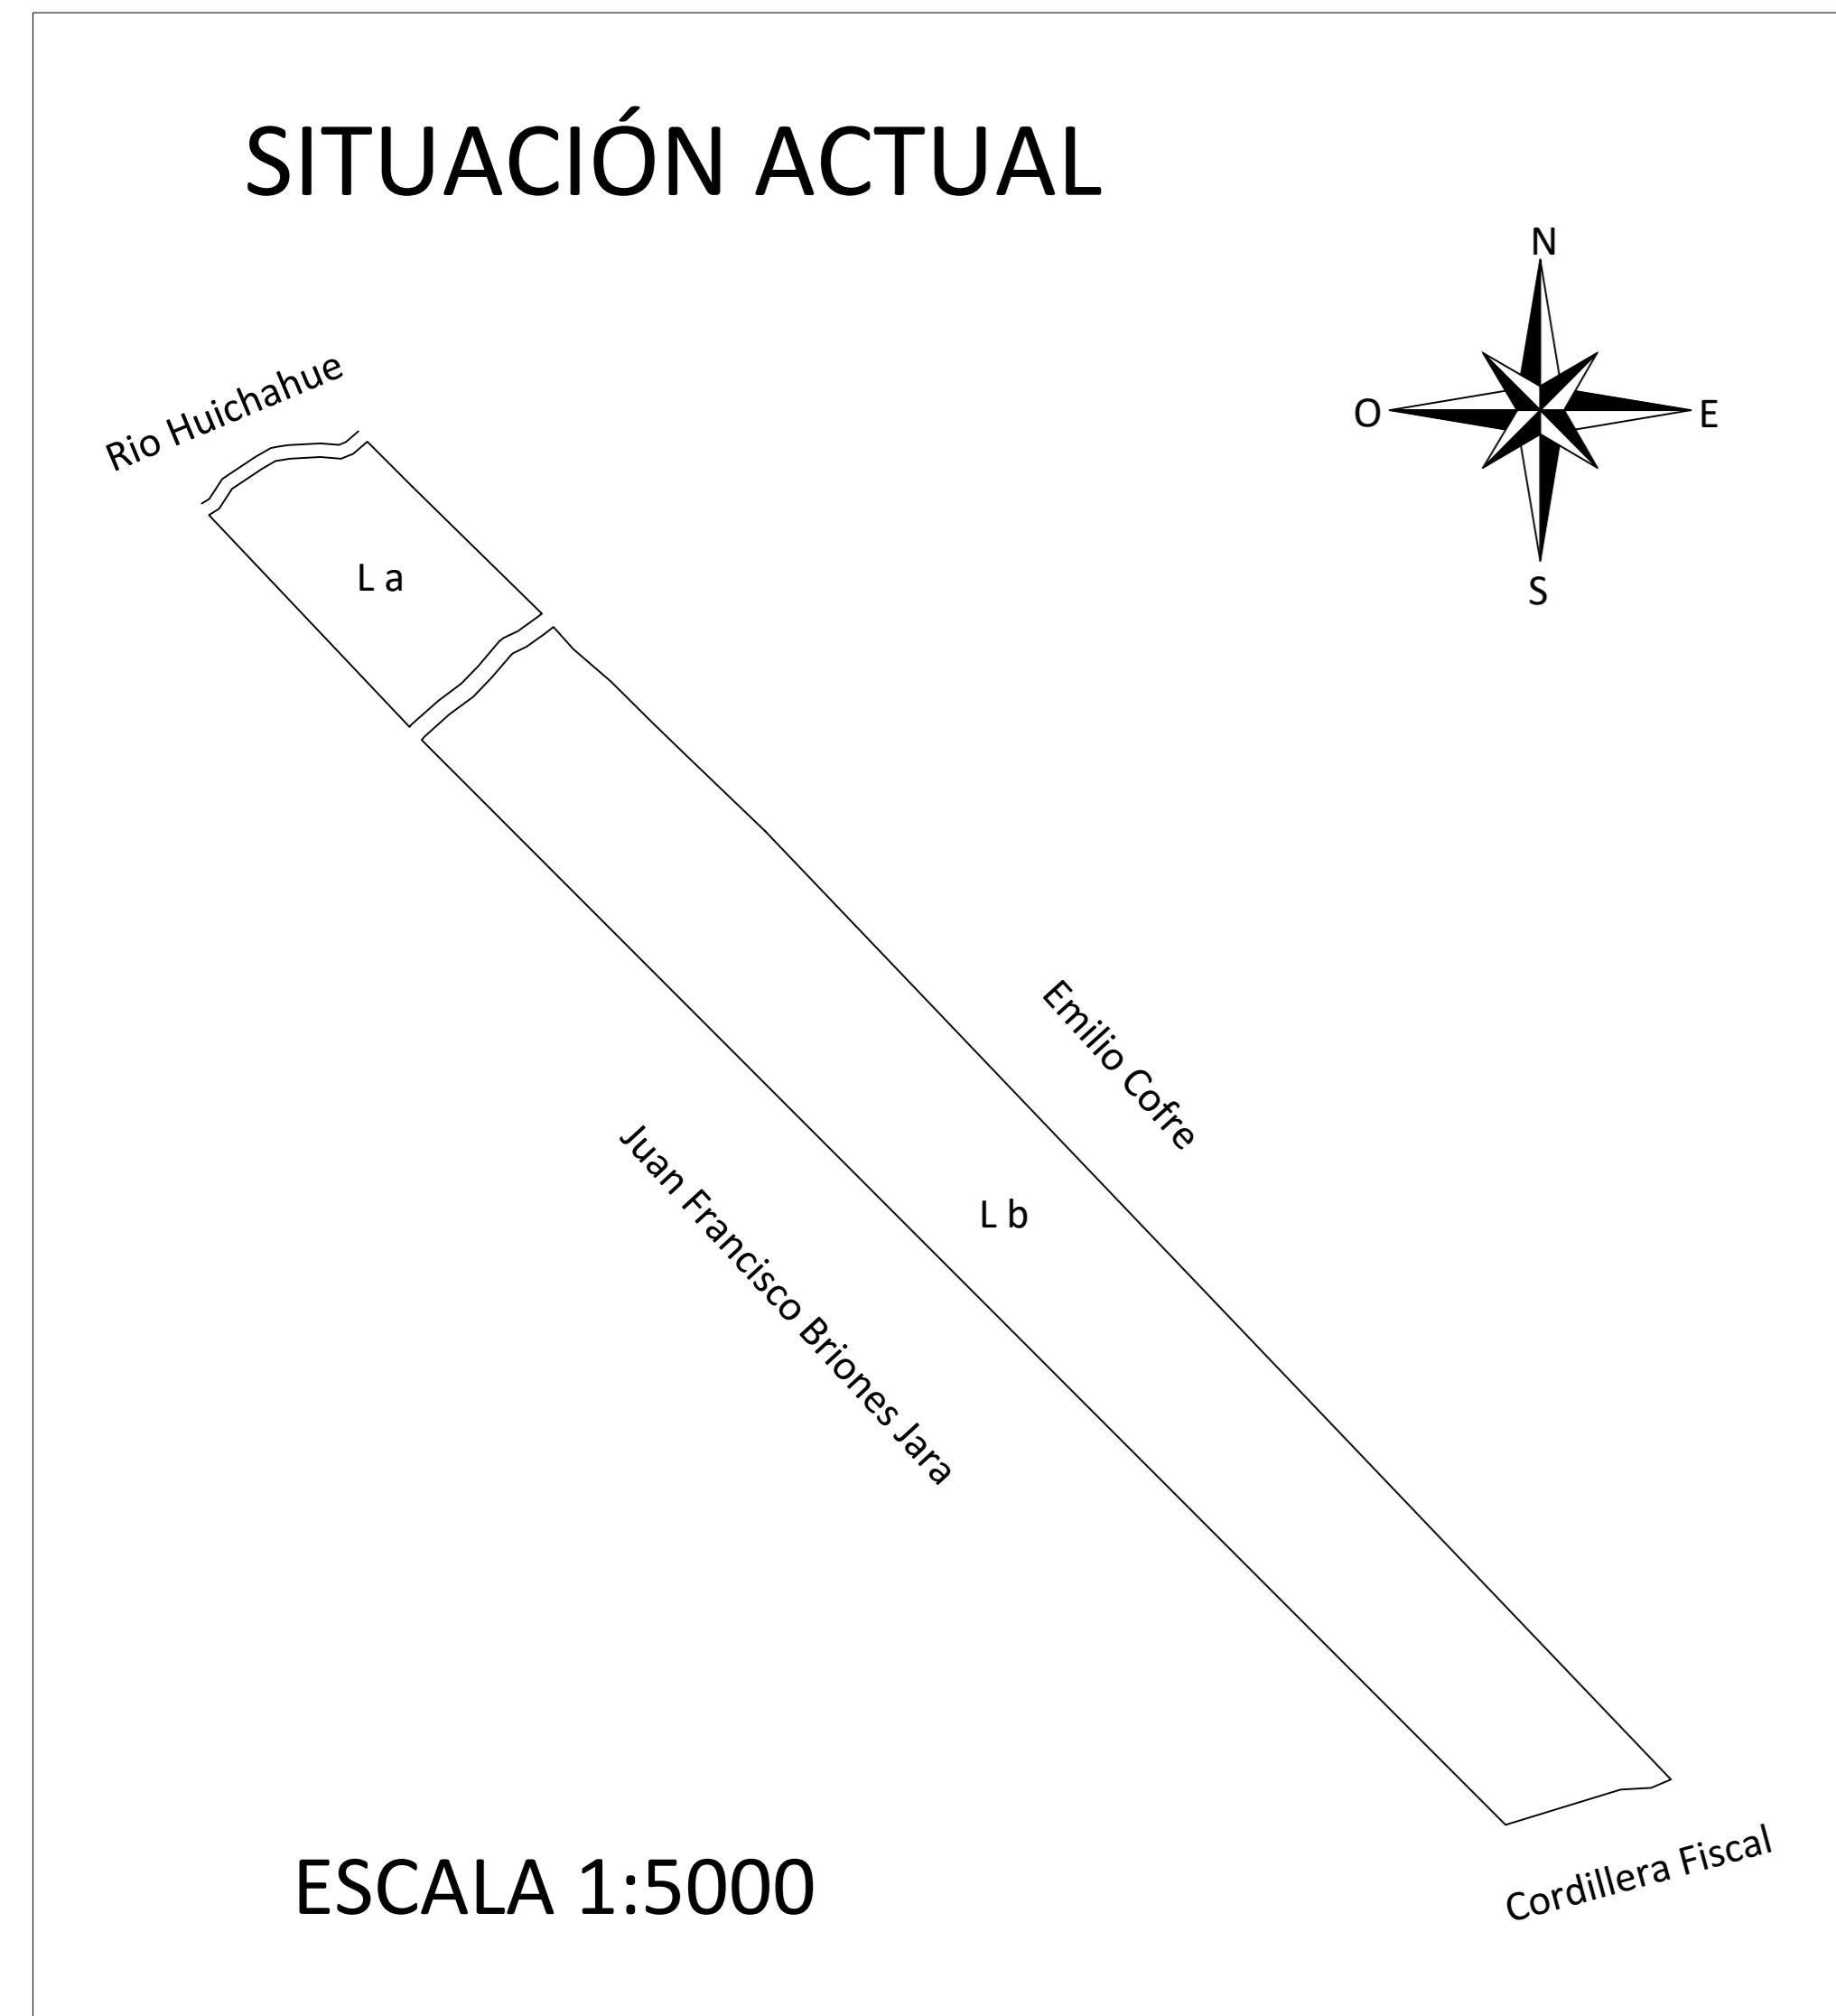 SITUACIÓN ACTUAL
N
O
E
S
Rio Huichahue
L a
Emilio Cofre
Juan Francisco Briones Jara
L b
Cordillera Fiscal
ESCALA 1:5000